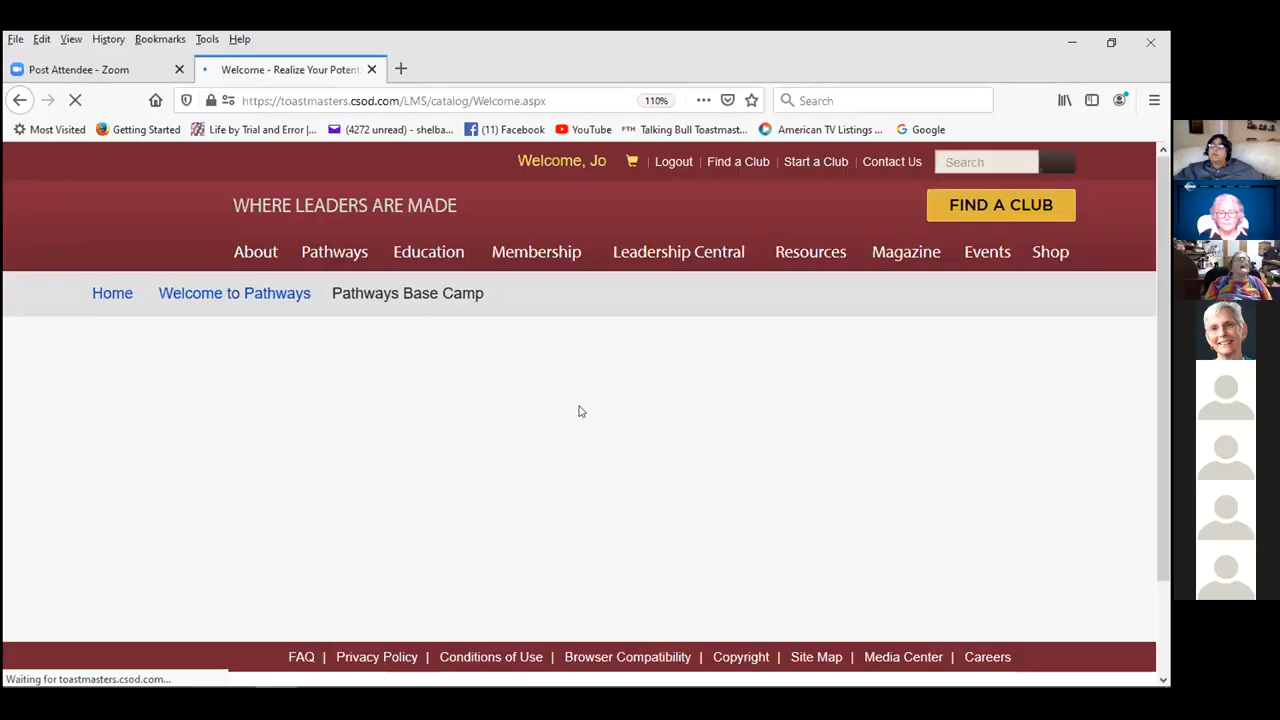 File Edit View History Bookmarks Tools Help
Post Attendee - Zoom Welcome - Realize Your Potent
https://toastmasters.csod.com/LMS/catalog/Welcome.aspx 110% Search
Most Visited Getting Started Life by Trial and Error |... (4272 unread) - shelba... (11) Facebook YouTube FTH Talking Bull Toastmast... American TV Listings ... Google
Welcome, Jo Logout | Find a Club | Start a Club | Contact Us Search
WHERE LEADERS ARE MADE FIND A CLUB
About Pathways Education Membership Leadership Central Resources Magazine Events Shop
Home Welcome to Pathways Pathways Base Camp
FAQ | Privacy Policy | Conditions of Use | Browser Compatibility | Copyright | Site Map | Media Center | Careers
Waiting for toastmasters.csod.com...